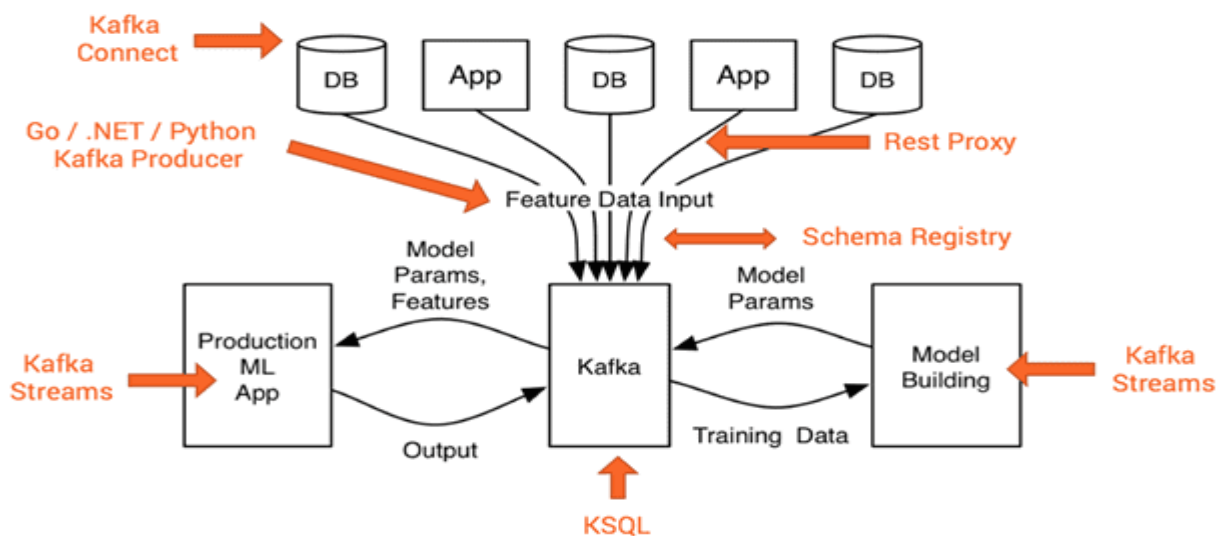 Kafka
Connect
DB
App
DB
App
DB
Go / .NET / Python
Kafka Producer
Rest Proxy
Feature Data Input
Schema Registry
Model
Params,
Features
Model
Params
Production
ML
App
Kafka
Model
Building
Kafka
Streams
Kafka
Streams
Output
Training Data
KSQL